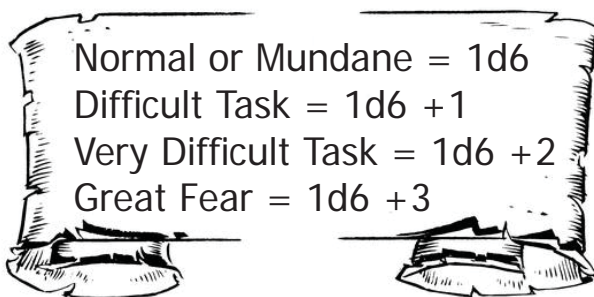 Normal or Mundane = 1d6
Difficult Task = 1d6 +1
Very Difficult Task = 1d6 +2
Great Fear = 1d6 +3